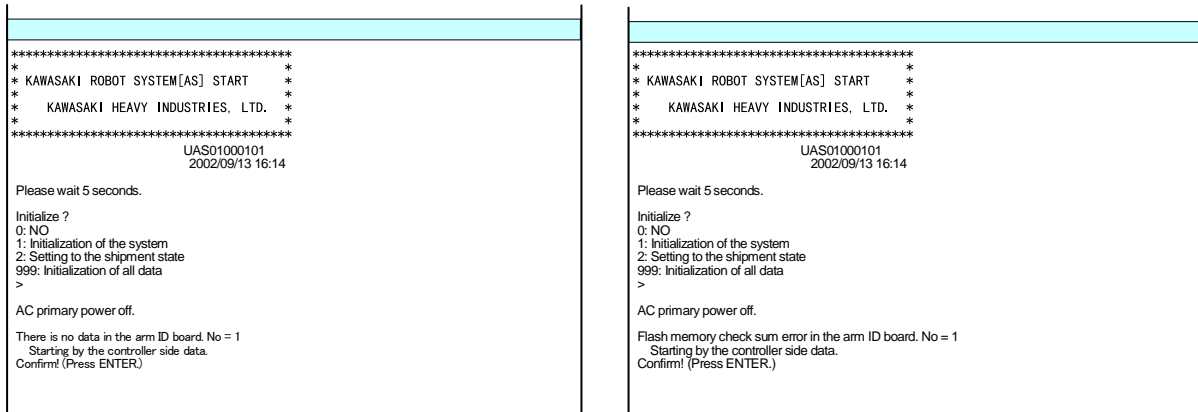 ***************************************
* *
* KAWASAKI ROBOT SYSTEM[AS] START *
* *
* KAWASAKI HEAVY INDUSTRIES, LTD. *
* *
***************************************
UAS01000101
2002/09/13 16:14
Please wait 5 seconds.
Initialize ?
0: NO
1: Initialization of the system
2: Setting to the shipment state
999: Initialization of all data
>
AC primary power off.
There is no data in the arm ID board. No = 1
Starting by the controller side data.
Confirm! (Press ENTER.)
***************************************
* *
* KAWASAKI ROBOT SYSTEM[AS] START *
* *
* KAWASAKI HEAVY INDUSTRIES, LTD. *
* *
***************************************
UAS01000101
2002/09/13 16:14
Please wait 5 seconds.
Initialize ?
0: NO
1: Initialization of the system
2: Setting to the shipment state
999: Initialization of all data
>
AC primary power off.
Flash memory check sum error in the arm ID board. No = 1
Starting by the controller side data.
Confirm! (Press ENTER.)